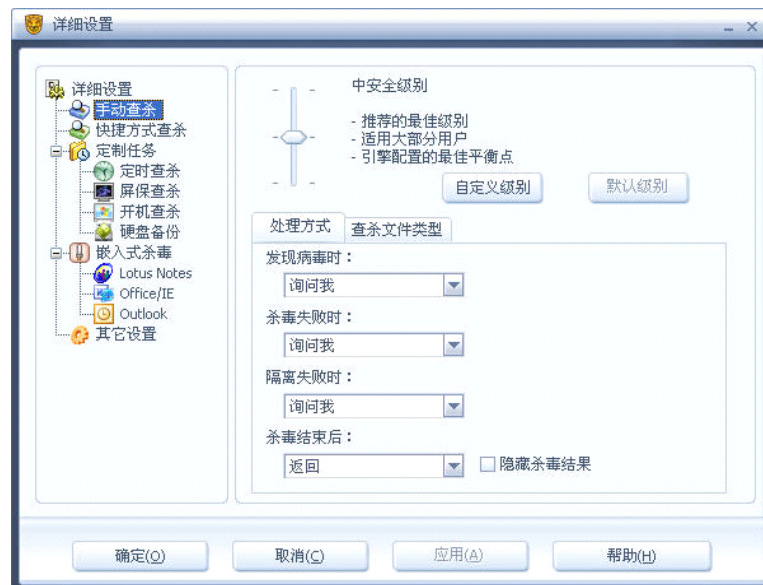 详细设置
详细设置
手动查杀
快捷方式查杀
定制任务
定时查杀
屏保查杀
开机查杀
硬盘备份
嵌入式杀毒
Lotus Notes
Office/IE
Outlook
其它设置
中安全级别
- 推荐的最佳级别
- 适用大部分用户
- 引擎配置的最佳平衡点
自定义级别 默认级别
处理方式 查杀文件类型
发现病毒时：
询问我
杀毒失败时：
询问我
隔离失败时：
询问我
杀毒结束后：
返回 隐藏杀毒结果
确定(O) 取消(C) 应用(A) 帮助(H)